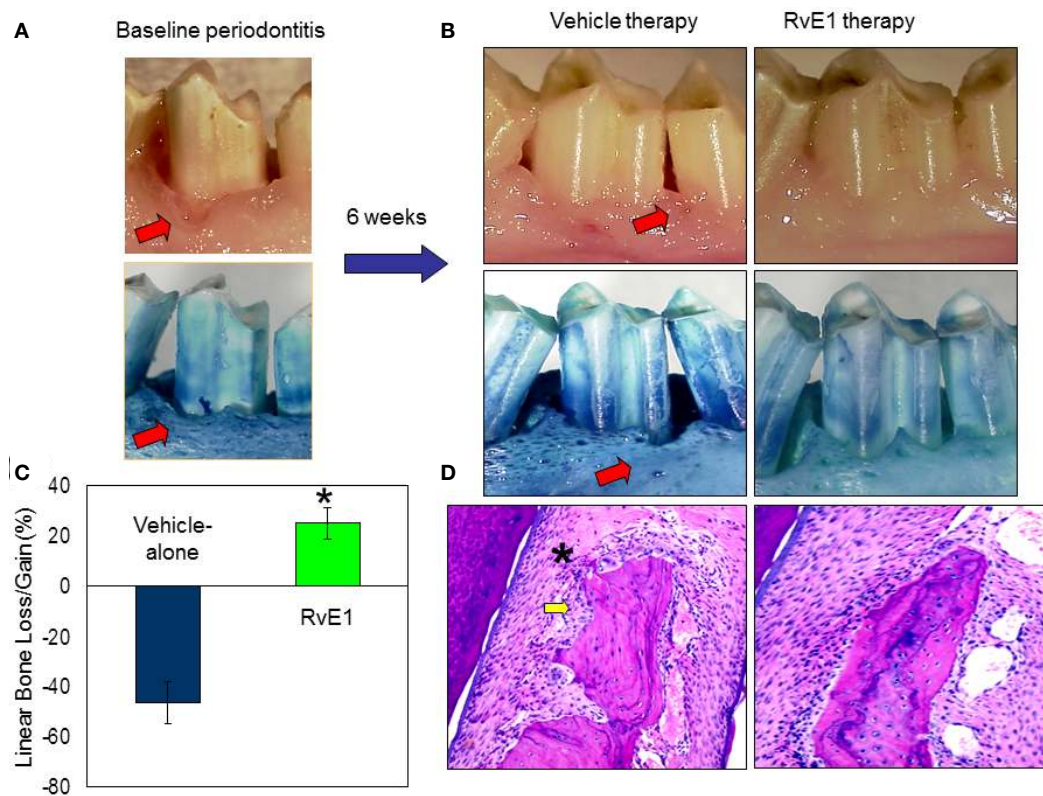 A
Baseline periodontitis
6 weeks
B
Vehicle therapy
RvE1 therapy
C
Linear Bone Loss/Gain (%)
40
20
0
-20
-40
-60
-80
Vehicle-
alone
*
RvE1
D
*